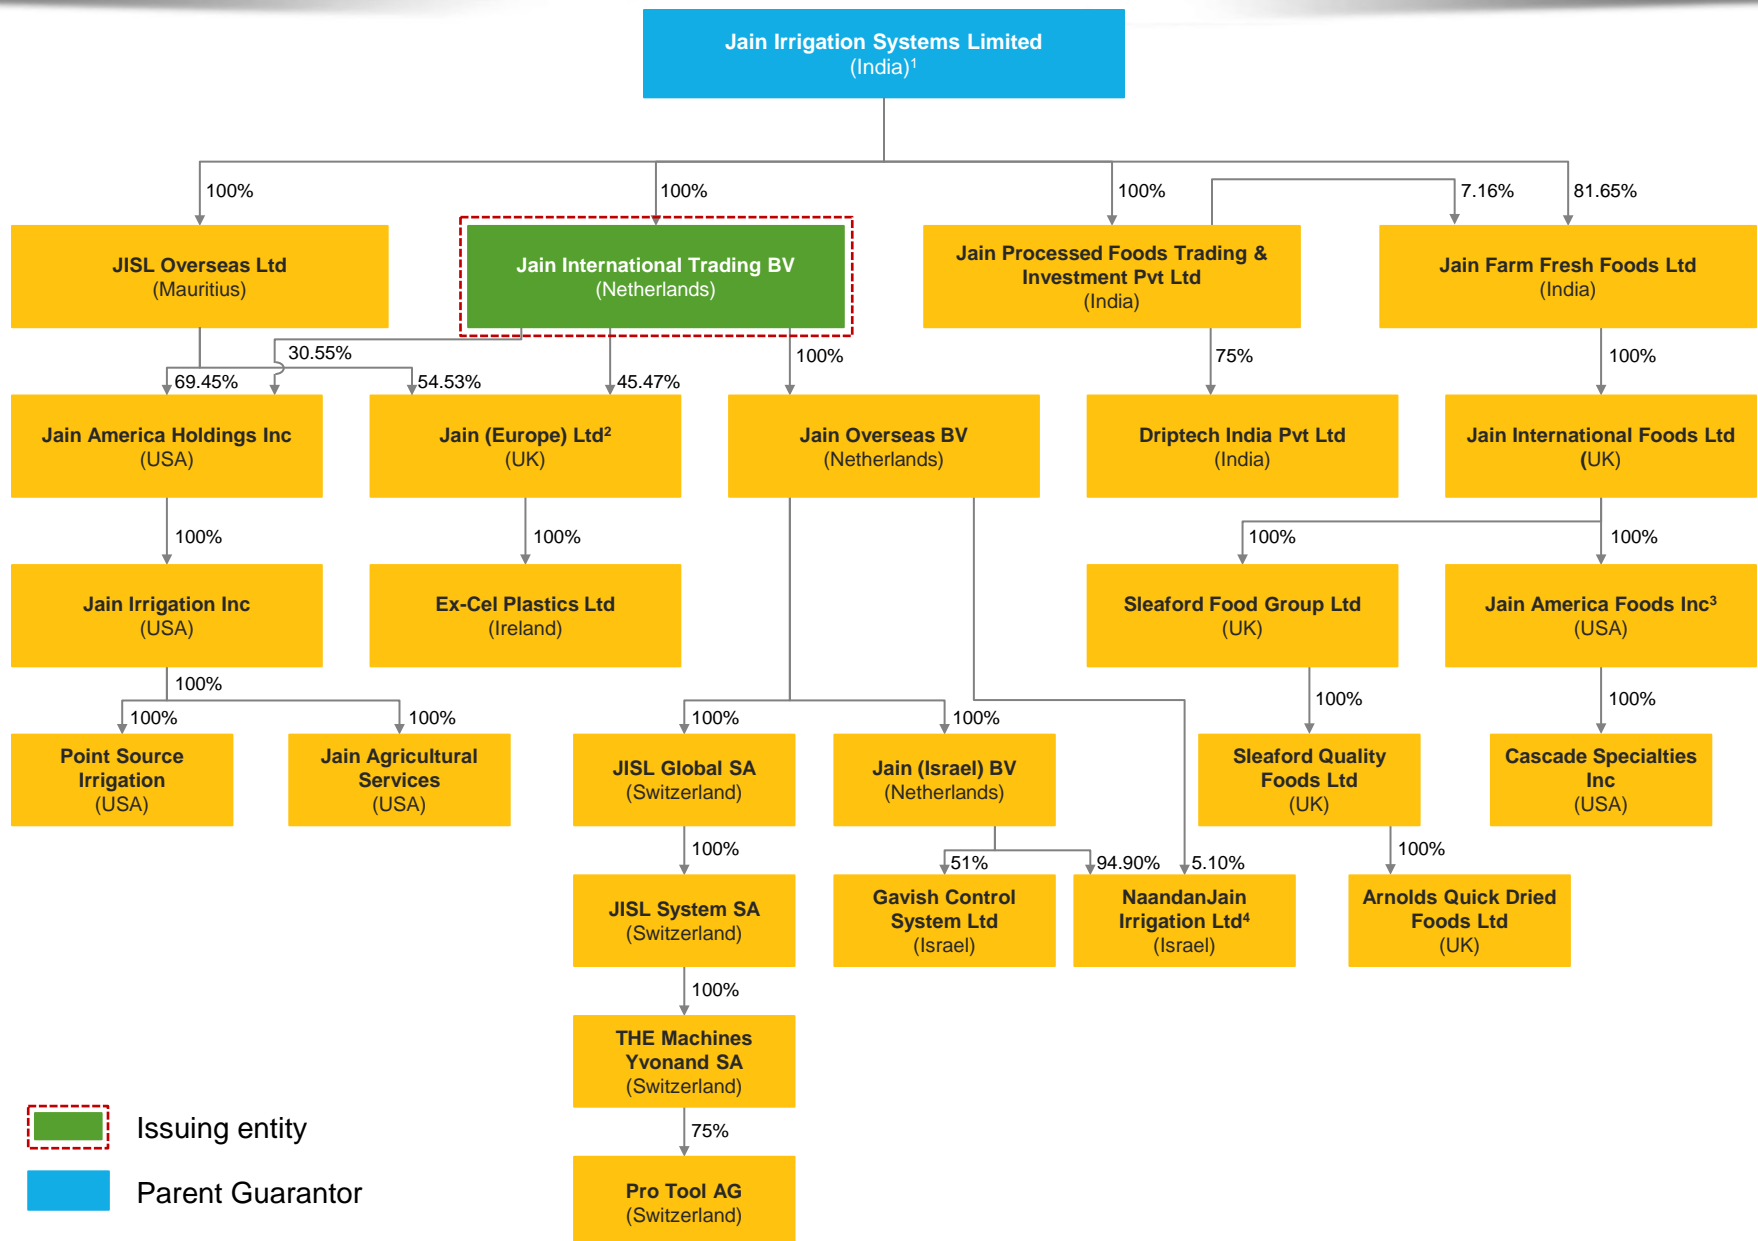 Jain Irrigation Systems Limited
(India)¹
100%
100%
100%
7.16%
81.65%
JISL Overseas Ltd
(Mauritius)
Jain International Trading BV
(Netherlands)
Jain Processed Foods Trading &
Investment Pvt Ltd
(India)
Jain Farm Fresh Foods Ltd
(India)
30.55%
100%
75%
100%
69.45%
54.53%
45.47%
Jain America Holdings Inc
(USA)
Jain (Europe) Ltd²
(UK)
Jain Overseas BV
(Netherlands)
Driptech India Pvt Ltd
(India)
Jain International Foods Ltd
(UK)
100%
100%
100%
100%
Jain Irrigation Inc
(USA)
Ex-Cel Plastics Ltd
(Ireland)
Sleaford Food Group Ltd
(UK)
Jain America Foods Inc³
(USA)
100%
100%
100%
100%
100%
100%
100%
Point Source
Irrigation
(USA)
Jain Agricultural
Services
(USA)
JISL Global SA
(Switzerland)
Jain (Israel) BV
(Netherlands)
Sleaford Quality
Foods Ltd
(UK)
Cascade Specialties
Inc
(USA)
100%
51%
94.90%
5.10%
100%
JISL System SA
(Switzerland)
Gavish Control
System Ltd
(Israel)
NaandanJain
Irrigation Ltd⁴
(Israel)
Arnolds Quick Dried
Foods Ltd
(UK)
100%
THE Machines
Yvonand SA
(Switzerland)
75%
Pro Tool AG
(Switzerland)
Issuing entity
Parent Guarantor